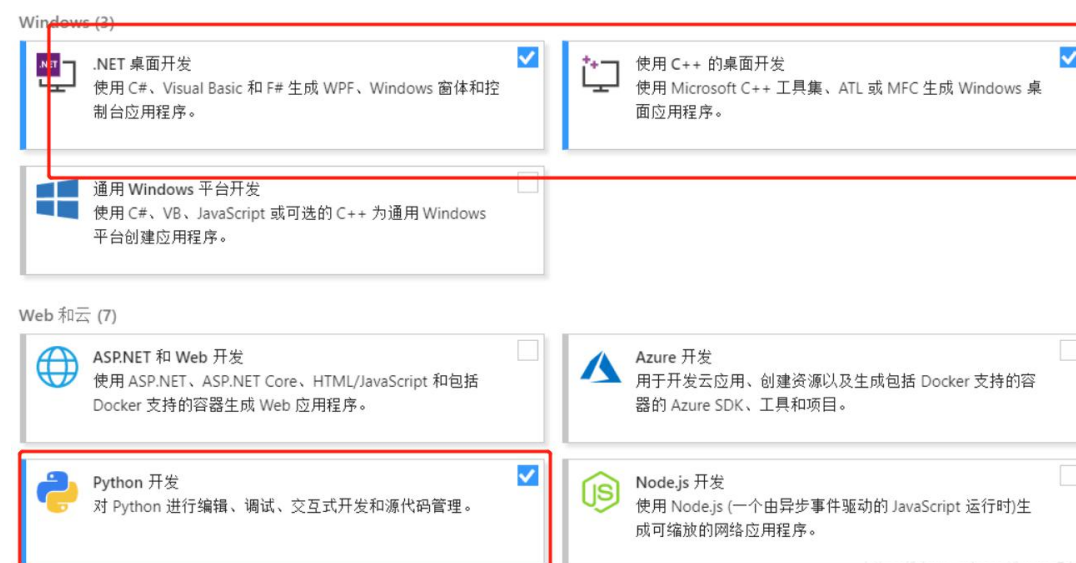 Windows (3)
.NET 桌面开发
使用 C#、Visual Basic 和 F# 生成 WPF、Windows 窗体和控
制台应用程序。
使用 C++ 的桌面开发
使用 Microsoft C++ 工具集、ATL 或 MFC 生成 Windows 桌
面应用程序。
通用 Windows 平台开发
使用 C#、VB、JavaScript 或可选的 C++ 为通用 Windows
平台创建应用程序。
Web 和云 (7)
ASP.NET 和 Web 开发
使用 ASP.NET、ASP.NET Core、HTML/JavaScript 和包括
Docker 支持的容器生成 Web 应用程序。
Azure 开发
用于开发云应用、创建资源以及生成包括 Docker 支持的容
器的 Azure SDK、工具和项目。
Python 开发
对 Python 进行编辑、调试、交互式开发和源代码管理。
Node.js 开发
使用 Node.js (一个由异步事件驱动的 JavaScript 运行时)生
成可缩放的网络应用程序。